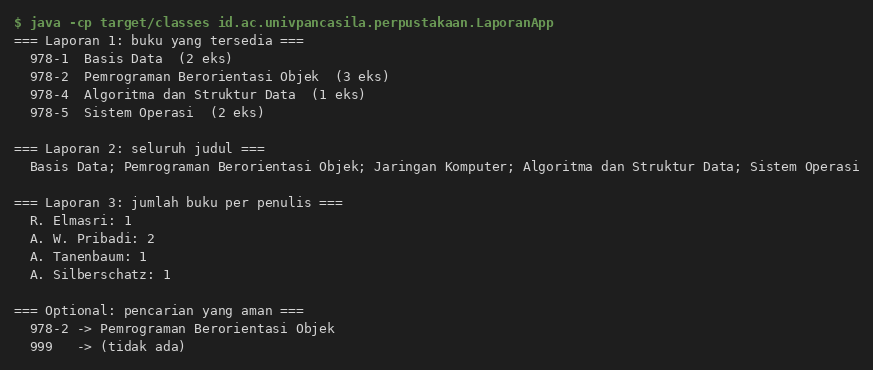 $ java -cp target/classes id.ac.univpancasila.perpustakaan.LaporanApp
=== Laporan 1: buku yang tersedia ===
978-1  Basis Data  (2 eks)
978-2  Pemrograman Berorientasi Objek  (3 eks)
978-4  Algoritma dan Struktur Data  (1 eks)
978-5  Sistem Operasi  (2 eks)
=== Laporan 2: seluruh judul ===
Basis Data; Pemrograman Berorientasi Objek; Jaringan Komputer; Algoritma dan Struktur Data; Sistem Operasi
=== Laporan 3: jumlah buku per penulis ===
R. Elmasri: 1
A. W. Pribadi: 2
A. Tanenbaum: 1
A. Silberschatz: 1
=== Optional: pencarian yang aman ===
978-2 -> Pemrograman Berorientasi Objek
999   -> (tidak ada)